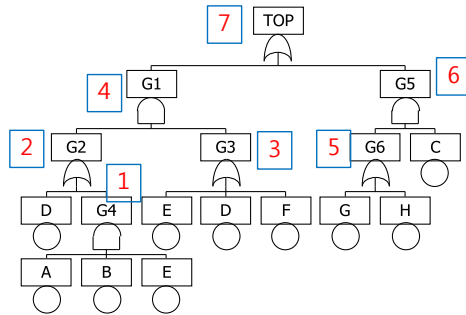 7 TOP
4 G1 G5 6
2 G2 G3 3 5 G6 C
1
D G4 E D F G H
A B E